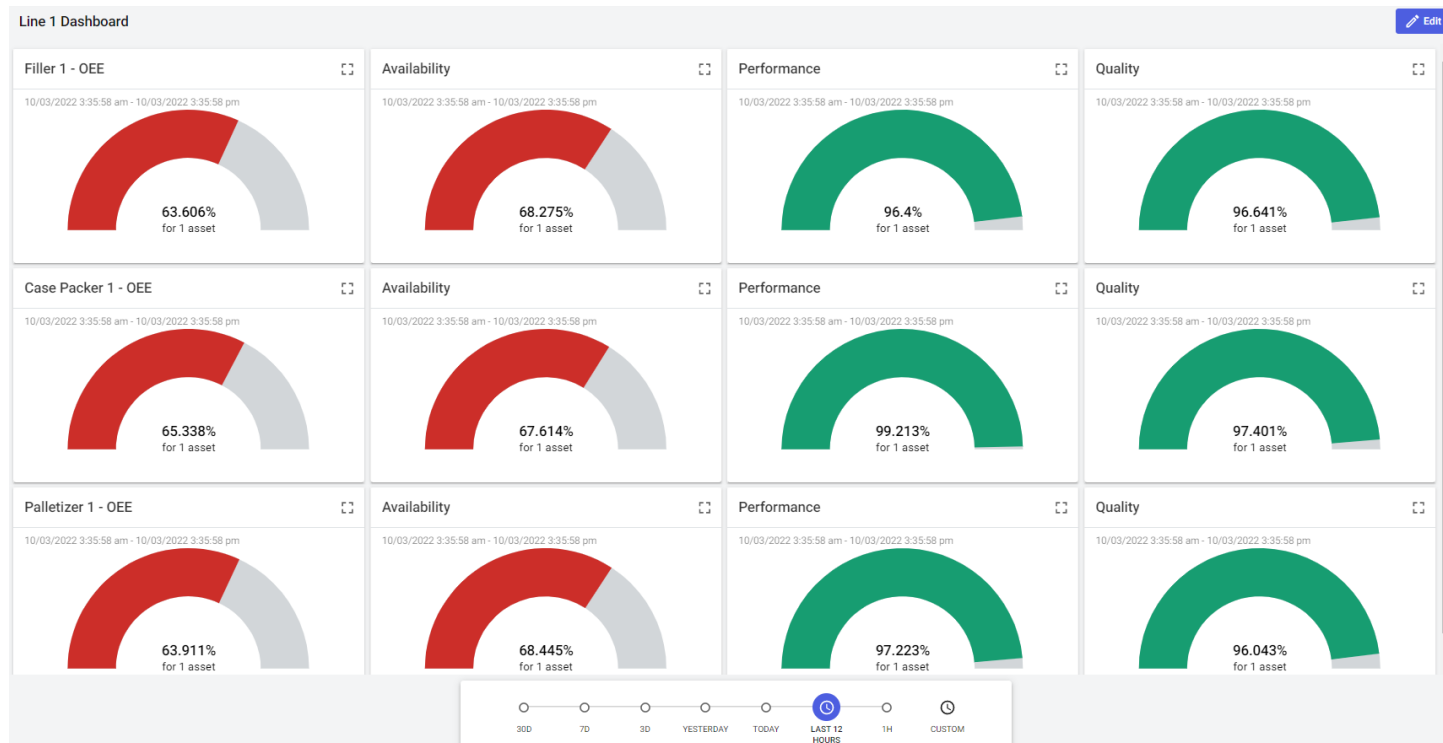 Line 1 Dashboard
Edit
Filler 1 - OEE
Availability
Performance
Quality
10/03/2022 3:35:58 am - 10/03/2022 3:35:58 pm
10/03/2022 3:35:58 am - 10/03/2022 3:35:58 pm
10/03/2022 3:35:58 am - 10/03/2022 3:35:58 pm
10/03/2022 3:35:58 am - 10/03/2022 3:35:58 pm
63.606%
for 1 asset
68.275%
for 1 asset
96.4%
for 1 asset
96.641%
for 1 asset
Case Packer 1 - OEE
Availability
Performance
Quality
10/03/2022 3:35:58 am - 10/03/2022 3:35:58 pm
10/03/2022 3:35:58 am - 10/03/2022 3:35:58 pm
10/03/2022 3:35:58 am - 10/03/2022 3:35:58 pm
10/03/2022 3:35:58 am - 10/03/2022 3:35:58 pm
65.338%
for 1 asset
67.614%
for 1 asset
99.213%
for 1 asset
97.401%
for 1 asset
Palletizer 1 - OEE
Availability
Performance
Quality
10/03/2022 3:35:58 am - 10/03/2022 3:35:58 pm
10/03/2022 3:35:58 am - 10/03/2022 3:35:58 pm
10/03/2022 3:35:58 am - 10/03/2022 3:35:58 pm
10/03/2022 3:35:58 am - 10/03/2022 3:35:58 pm
63.911%
for 1 asset
68.445%
for 1 asset
97.223%
for 1 asset
96.043%
for 1 asset
30D
7D
3D
YESTERDAY
TODAY
LAST 12
HOURS
1H
CUSTOM